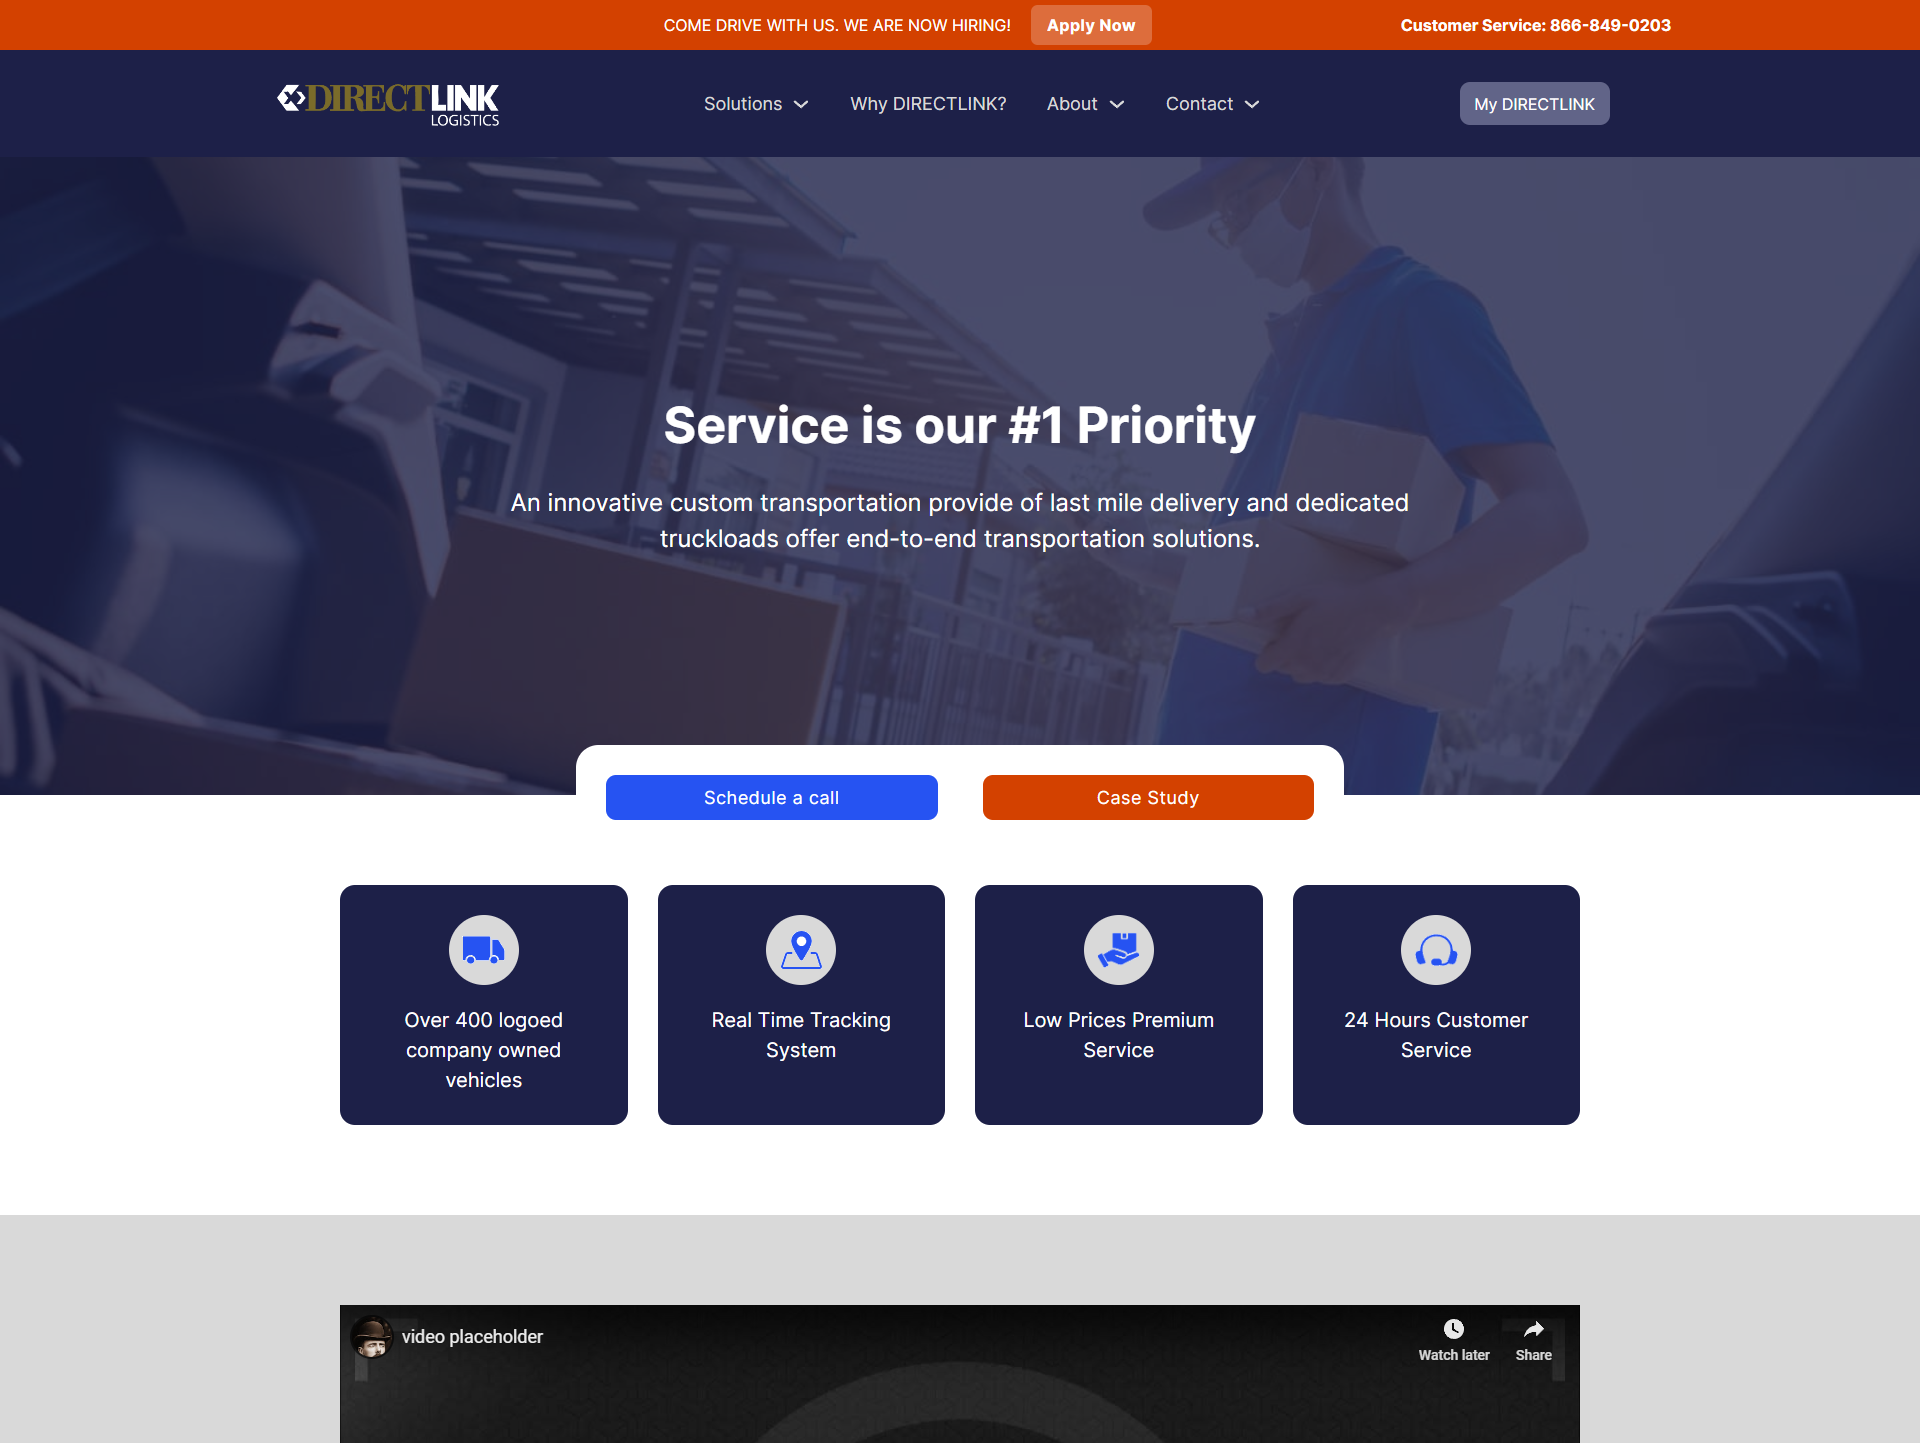 COME DRIVE WITH US. WE ARE NOW HIRING!
Apply Now
Customer Service: 866-849-0203
DIRECTLINK
LOGISTICS
Solutions
Why DIRECTLINK?
About
Contact
My DIRECTLINK
Service is our #1 Priority
An innovative custom transportation provide of last mile delivery and dedicated
truckloads offer end-to-end transportation solutions.
Schedule a call
Case Study
Over 400 logoed
company owned
vehicles
Real Time Tracking
System
Low Prices Premium
Service
24 Hours Customer
Service
video placeholder
Watch later
Share